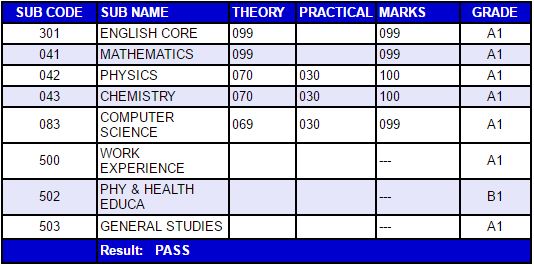 SUB CODE SUB NAME THEORY PRACTICAL MARKS GRADE
301 ENGLISH CORE 099 099 A1
041 MATHEMATICS 099 099 A1
042 PHYSICS 070 030 100 A1
043 CHEMISTRY 070 030 100 A1
083 COMPUTER SCIENCE 069 030 099 A1
500 WORK EXPERIENCE --- A1
502 PHY & HEALTH EDUCA --- B1
503 GENERAL STUDIES --- A1
Result: PASS